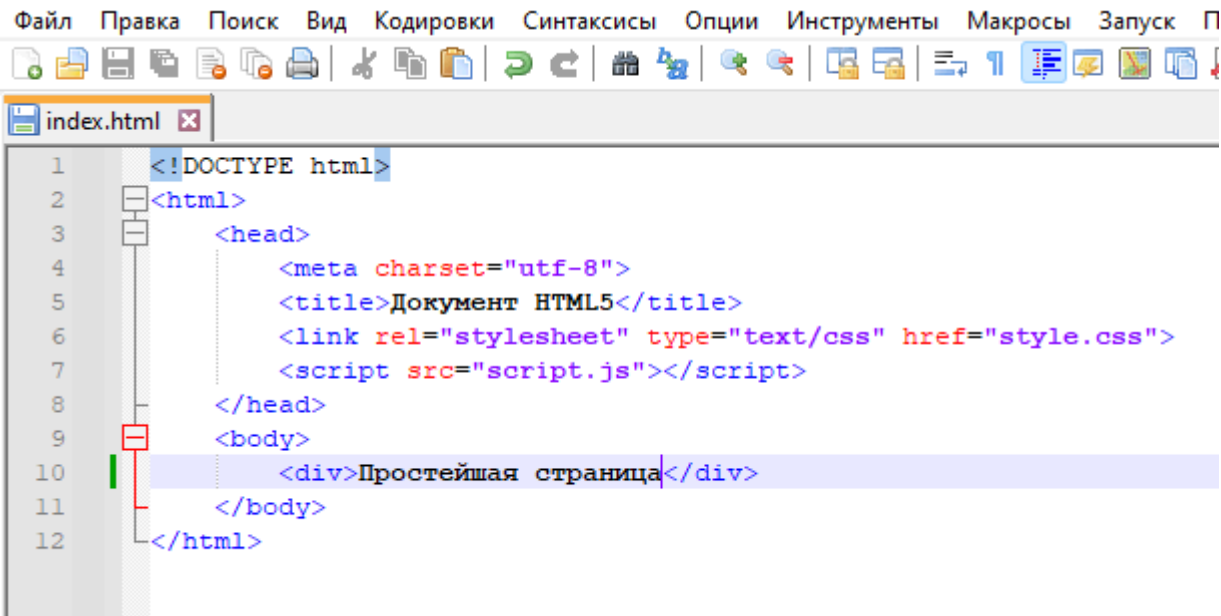 Файл Правка Поиск Вид Кодировки Синтаксисы Опции Инструменты Макросы Запуск П
index.html
1 <!DOCTYPE html>
2 <html>
3 <head>
4 <meta charset="utf-8">
5 <title>Документ HTML5</title>
6 <link rel="stylesheet" type="text/css" href="style.css">
7 <script src="script.js"></script>
8 </head>
9 <body>
10 <div>Простейшая страница</div>
11 </body>
12 </html>